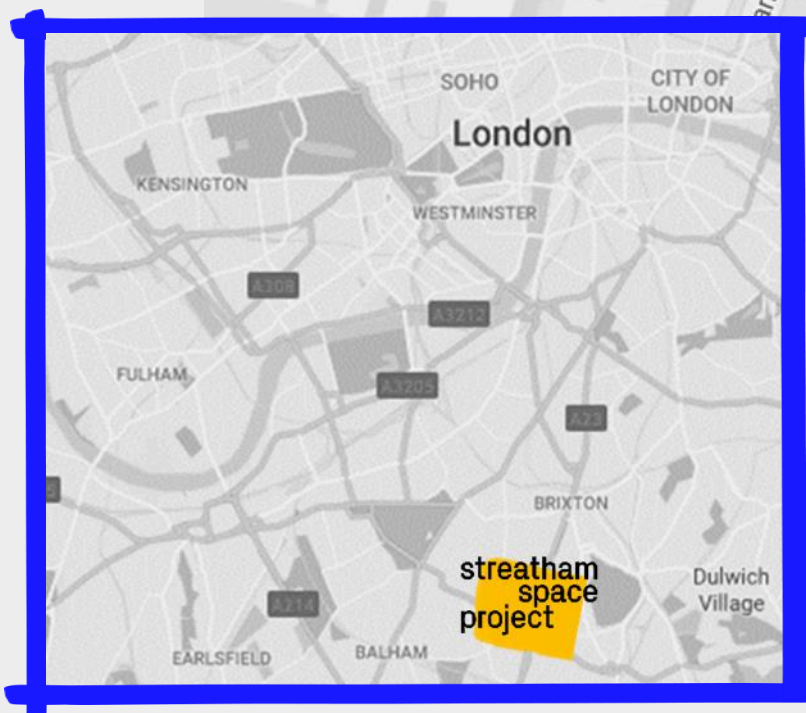 SOHO
CITY OF
LONDON
London
KENSINGTON
WESTMINSTER
A308
A3212
FULHAM
A3205
A23
BRIXTON
streatham
space
project
Dulwich
Village
A214
BALHAM
EARLSFIELD